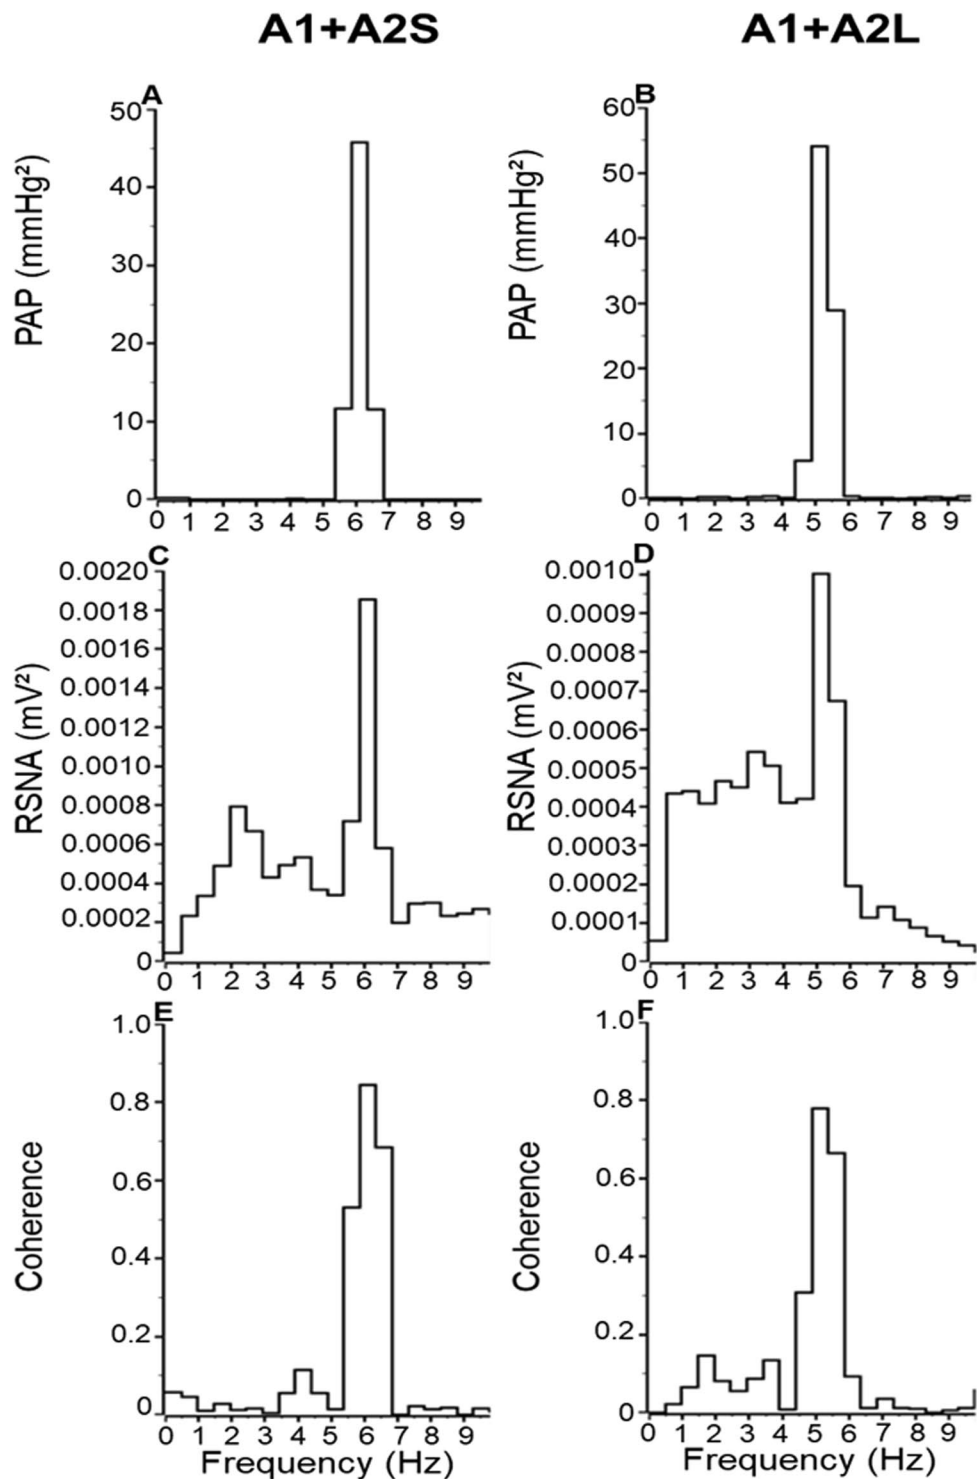 A1+A2S
A1+A2L
A
PAP (mmHg²)
50
40
30
20
10
0
0 1 2 3 4 5 6 7 8 9
B
PAP (mmHg²)
60
50
40
30
20
10
0
0 1 2 3 4 5 6 7 8 9
C
RSNA (mV²)
0.0020
0.0018
0.0016
0.0014
0.0012
0.0010
0.0008
0.0006
0.0004
0.0002
0
0 1 2 3 4 5 6 7 8 9
D
RSNA (mV²)
0.0010
0.0009
0.0008
0.0007
0.0006
0.0005
0.0004
0.0003
0.0002
0.0001
0
0 1 2 3 4 5 6 7 8 9
E
Coherence
1.0
0.8
0.6
0.4
0.2
0
0 1 2 3 4 5 6 7 8 9
Frequency (Hz)
F
Coherence
1.0
0.8
0.6
0.4
0.2
0
0 1 2 3 4 5 6 7 8 9
Frequency (Hz)